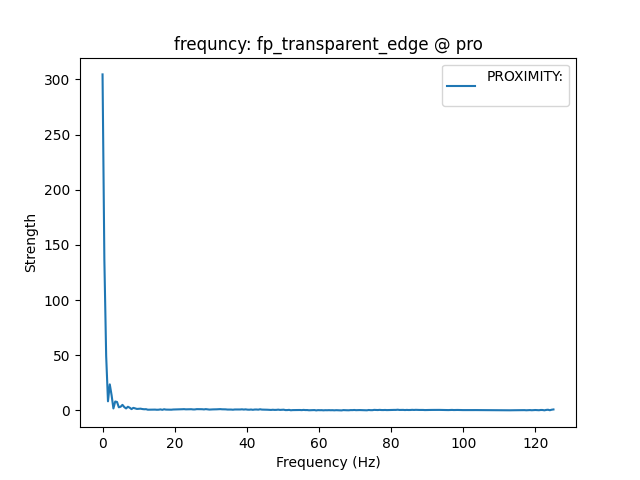 frequncy: fp_transparent_edge @ pro
PROXIMITY:
Strength
300
250
200
150
100
50
0
0 20 40 60 80 100 120
Frequency (Hz)